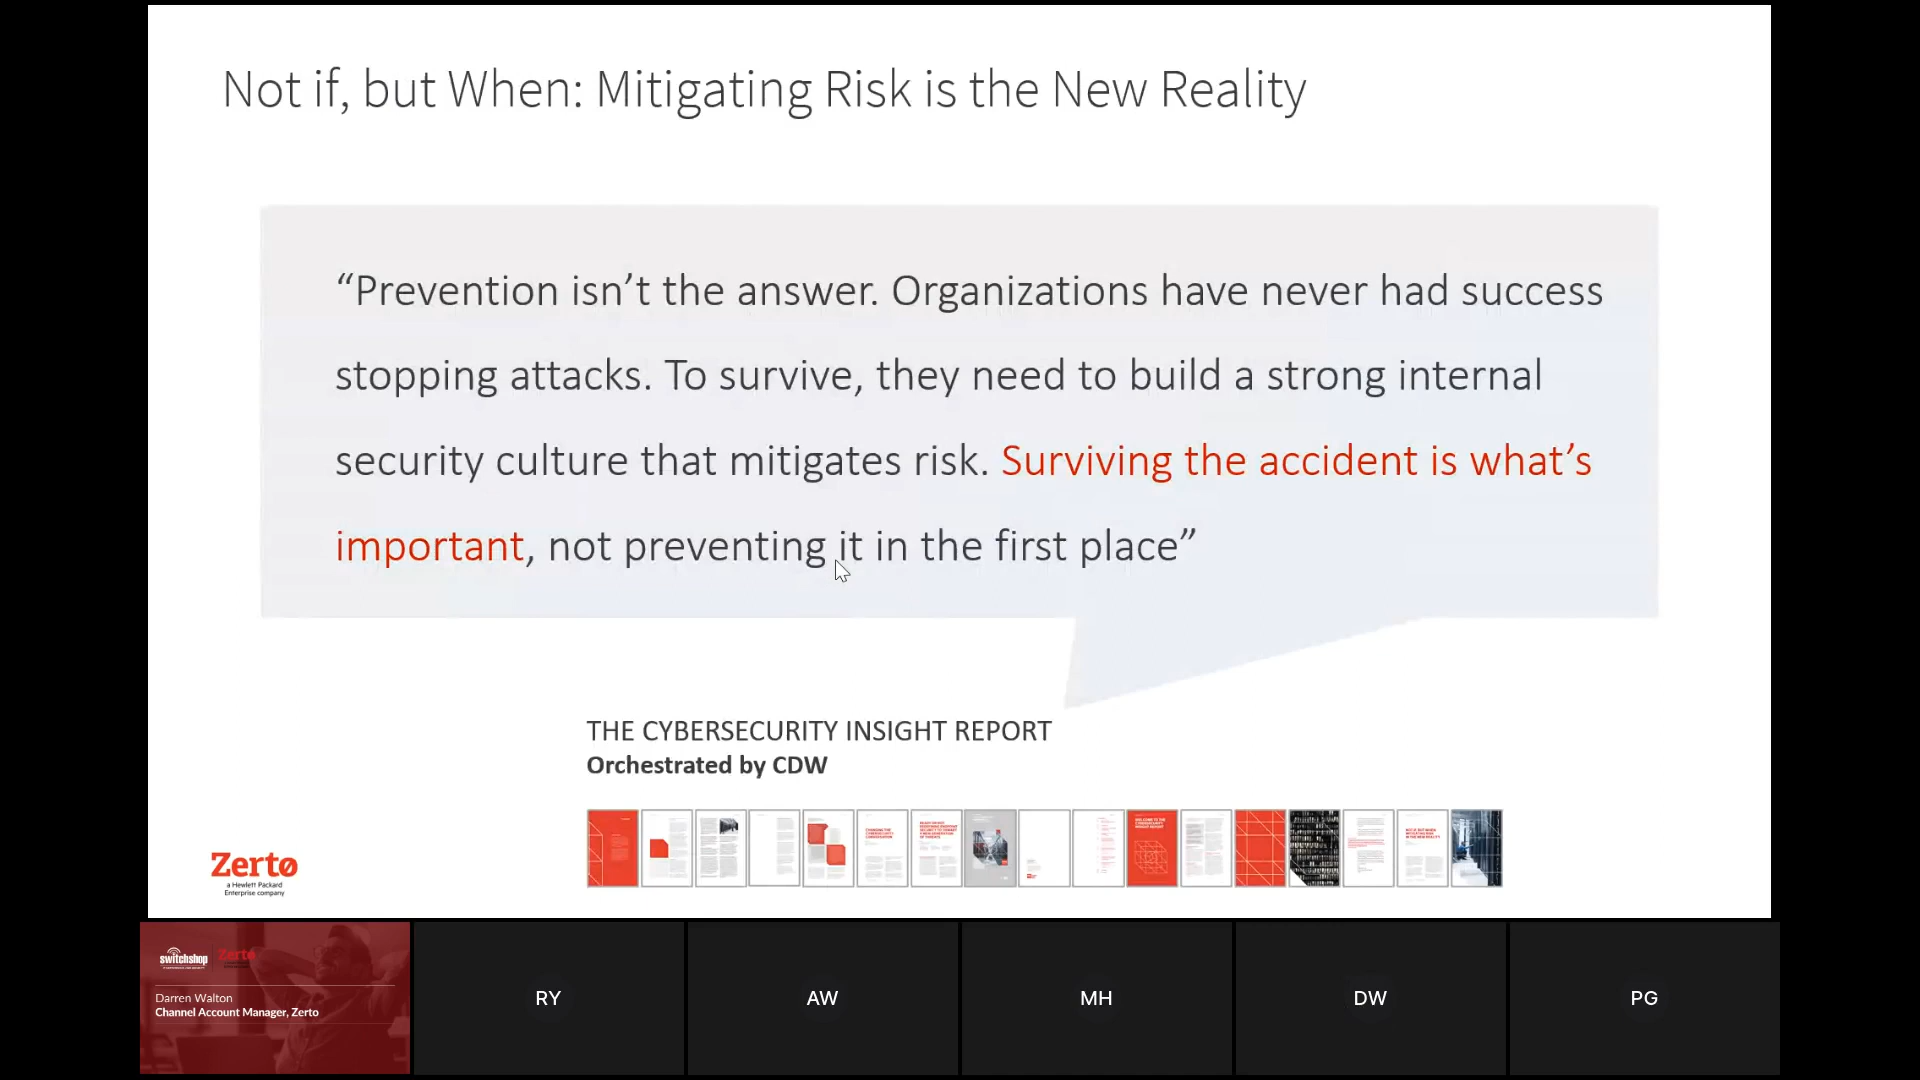 Not if, but When: Mitigating Risk is the New Reality
“Prevention isn’t the answer. Organizations have never had success
stopping attacks. To survive, they need to build a strong internal
security culture that mitigates risk. Surviving the accident is what’s
important, not preventing it in the first place”
THE CYBERSECURITY INSIGHT REPORT
Orchestrated by CDW
Zertø
a Hewlett Packard
Enterprise company
switchshop
Zertø
Darren Walton
Channel Account Manager, Zerto
RY
AW
MH
DW
PG